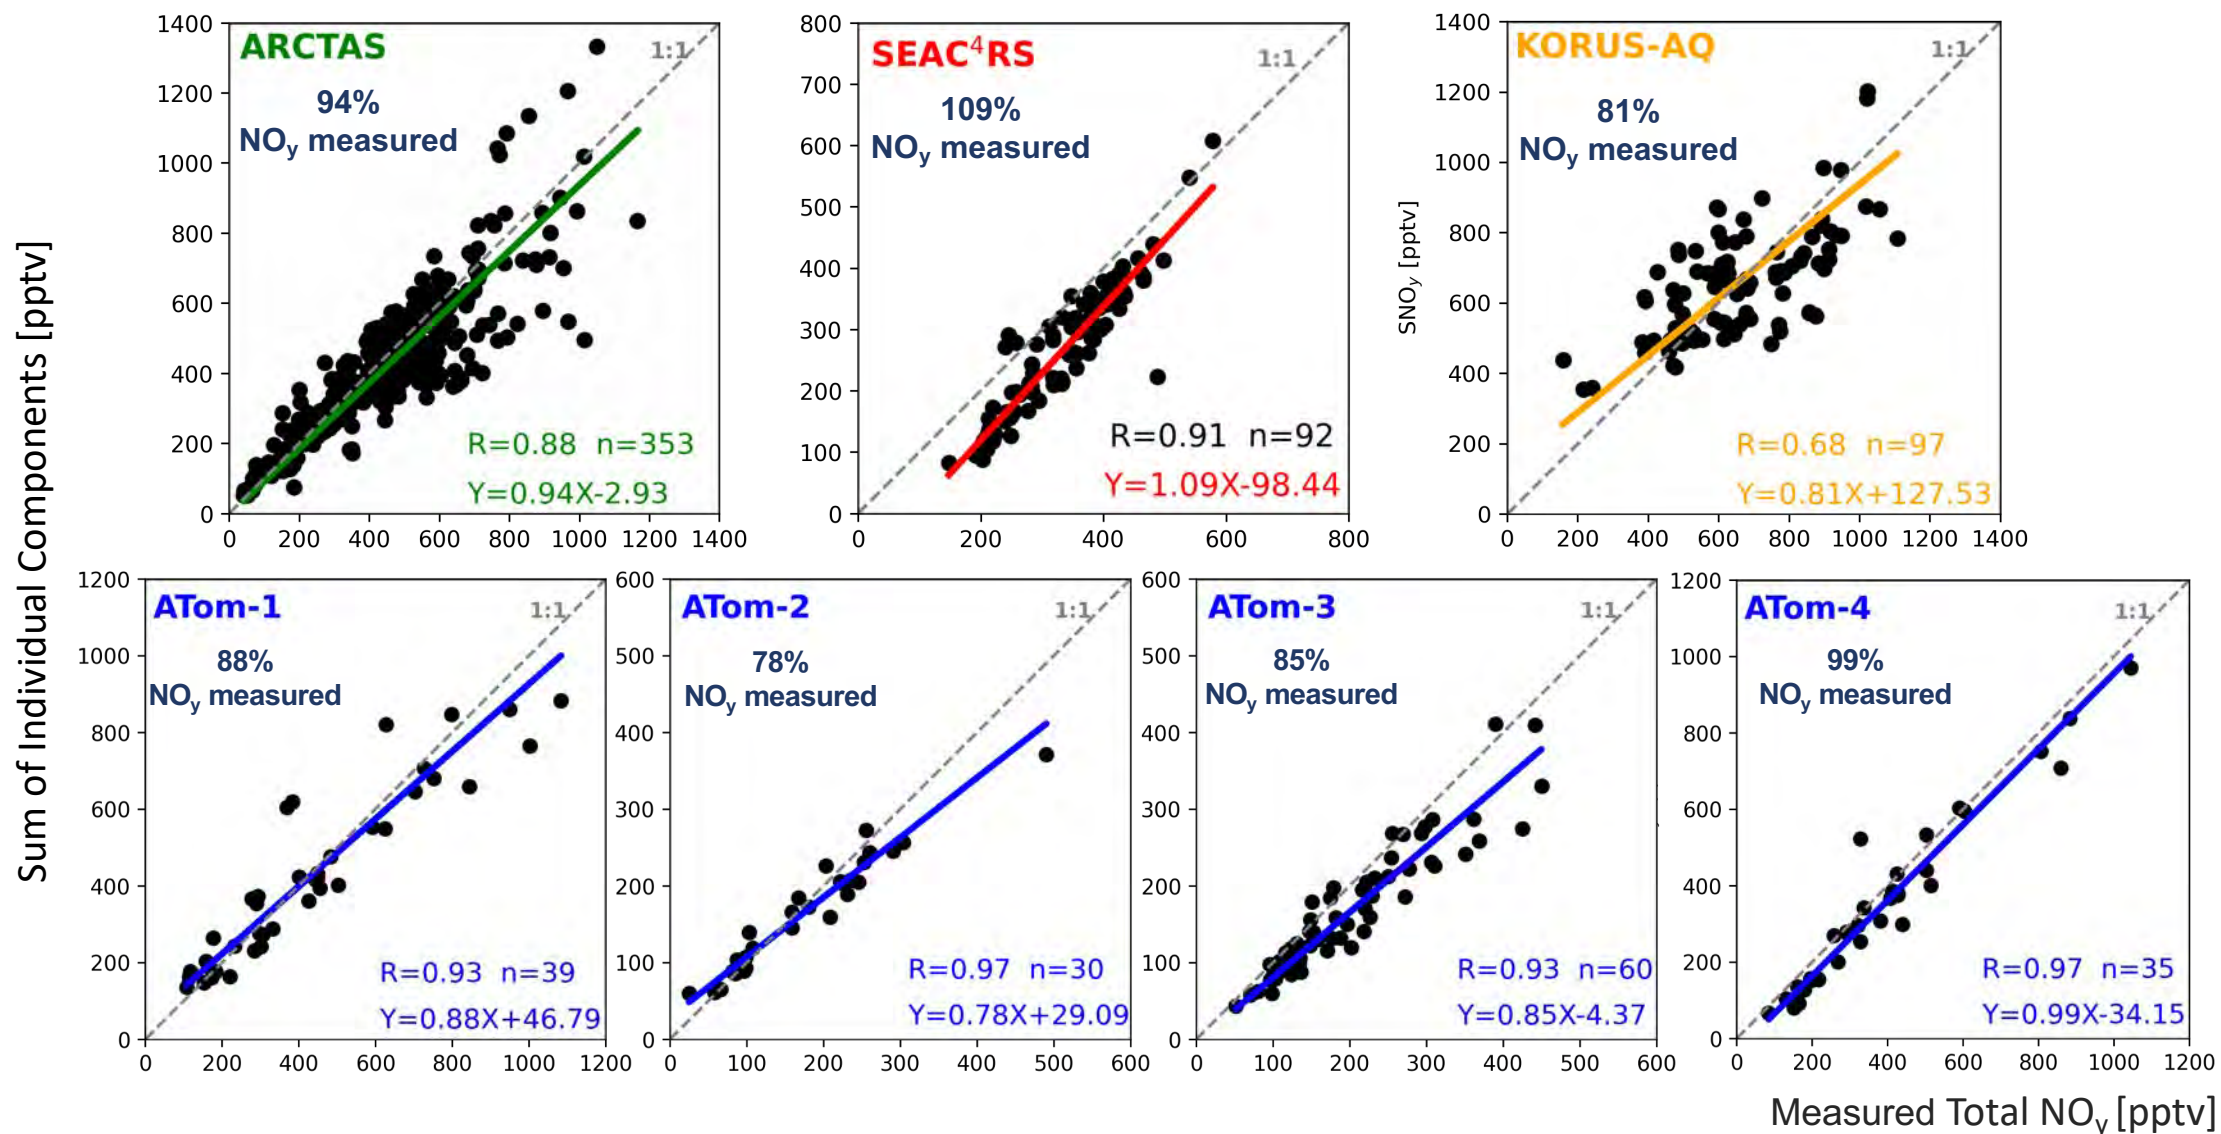 Sum of Individual Components [pptv]
ARCTAS
1:1
94%
NOy measured
R=0.88 n=353
Y=0.94X-2.93
0 200 400 600 800 1000 1200 1400
0 200 400 600 800 1000 1200 1400
SEAC⁴RS
1:1
109%
NOy measured
R=0.91 n=92
Y=1.09X-98.44
0 100 200 300 400 500 600 700 800
200 400 600 800
SNOy [pptv]
KORUS-AQ
1:1
81%
NOy measured
R=0.68 n=97
Y=0.81X+127.53
0 200 400 600 800 1000 1200 1400
0 200 400 600 800 1000 1200 1400
ATom-1
1:1
88%
NOy measured
R=0.93 n=39
Y=0.88X+46.79
0 200 400 600 800 1000 1200
0 200 400 600 800 1000 1200
ATom-2
1:1
78%
NOy measured
R=0.97 n=30
Y=0.78X+29.09
0 100 200 300 400 500 600
0 100 200 300 400 500 600
ATom-3
1:1
85%
NOy measured
R=0.93 n=60
Y=0.85X-4.37
0 100 200 300 400 500 600
0 100 200 300 400 500 600
ATom-4
1:1
99%
NOy measured
R=0.97 n=35
Y=0.99X-34.15
0 200 400 600 800 1000 1200
0 200 400 600 800 1000 1200
Measured Total NOy [pptv]